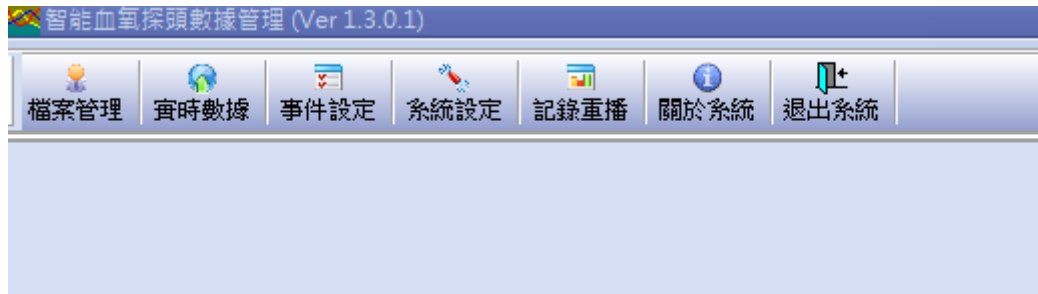 智能血氧探頭數據管理 (Ver 1.3.0.1)
檔案管理 實時數據 事件設定 系統設定 記錄重播 關於系統 退出系統